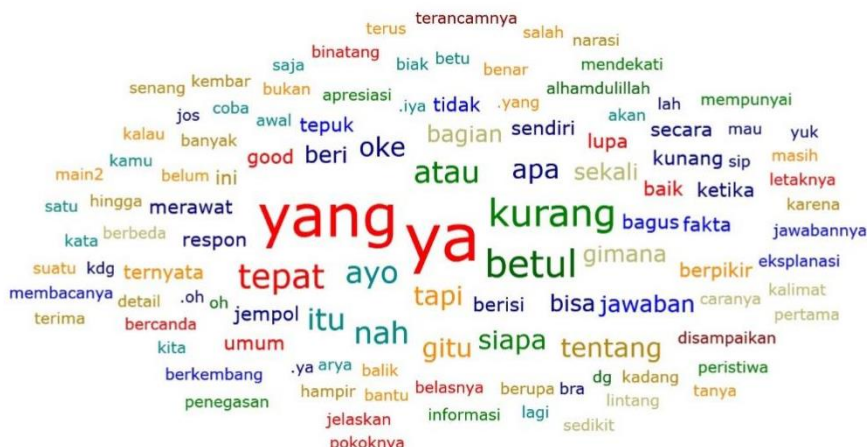 terancamnya
terus salah narasi
binatang biak betu benar mendekati
saja
senang kembar bukan apresiasi .iya tidak .yang alhamdulillah
jos coba awal tepuk bagian sendiri akan lah mempunyai
kalau banyak good beri oke lupa secara mau yuk
kamu atau apa sekali kunang sip masih
main2 belum ini baik ketika letaknya
satu hingga merawat yang ya kurang bagus fakta karena
kata berbeda respon betul gimana jawabannya
suatu kdg ternyata tepat ayo berpikir eksplanasi
membacanya detail .oh oh jempol tapi berisi bisa jawaban caranya kalimat
terima bercanda itu nah pertama
kita umum gitu siapa tentang disampaikan
berkembang .ya arya balik dg kadang peristiwa
penegasan hampir bantu belasnya berupa bra lintang tanya
jelaskan informasi lagi sedikit
pokoknya